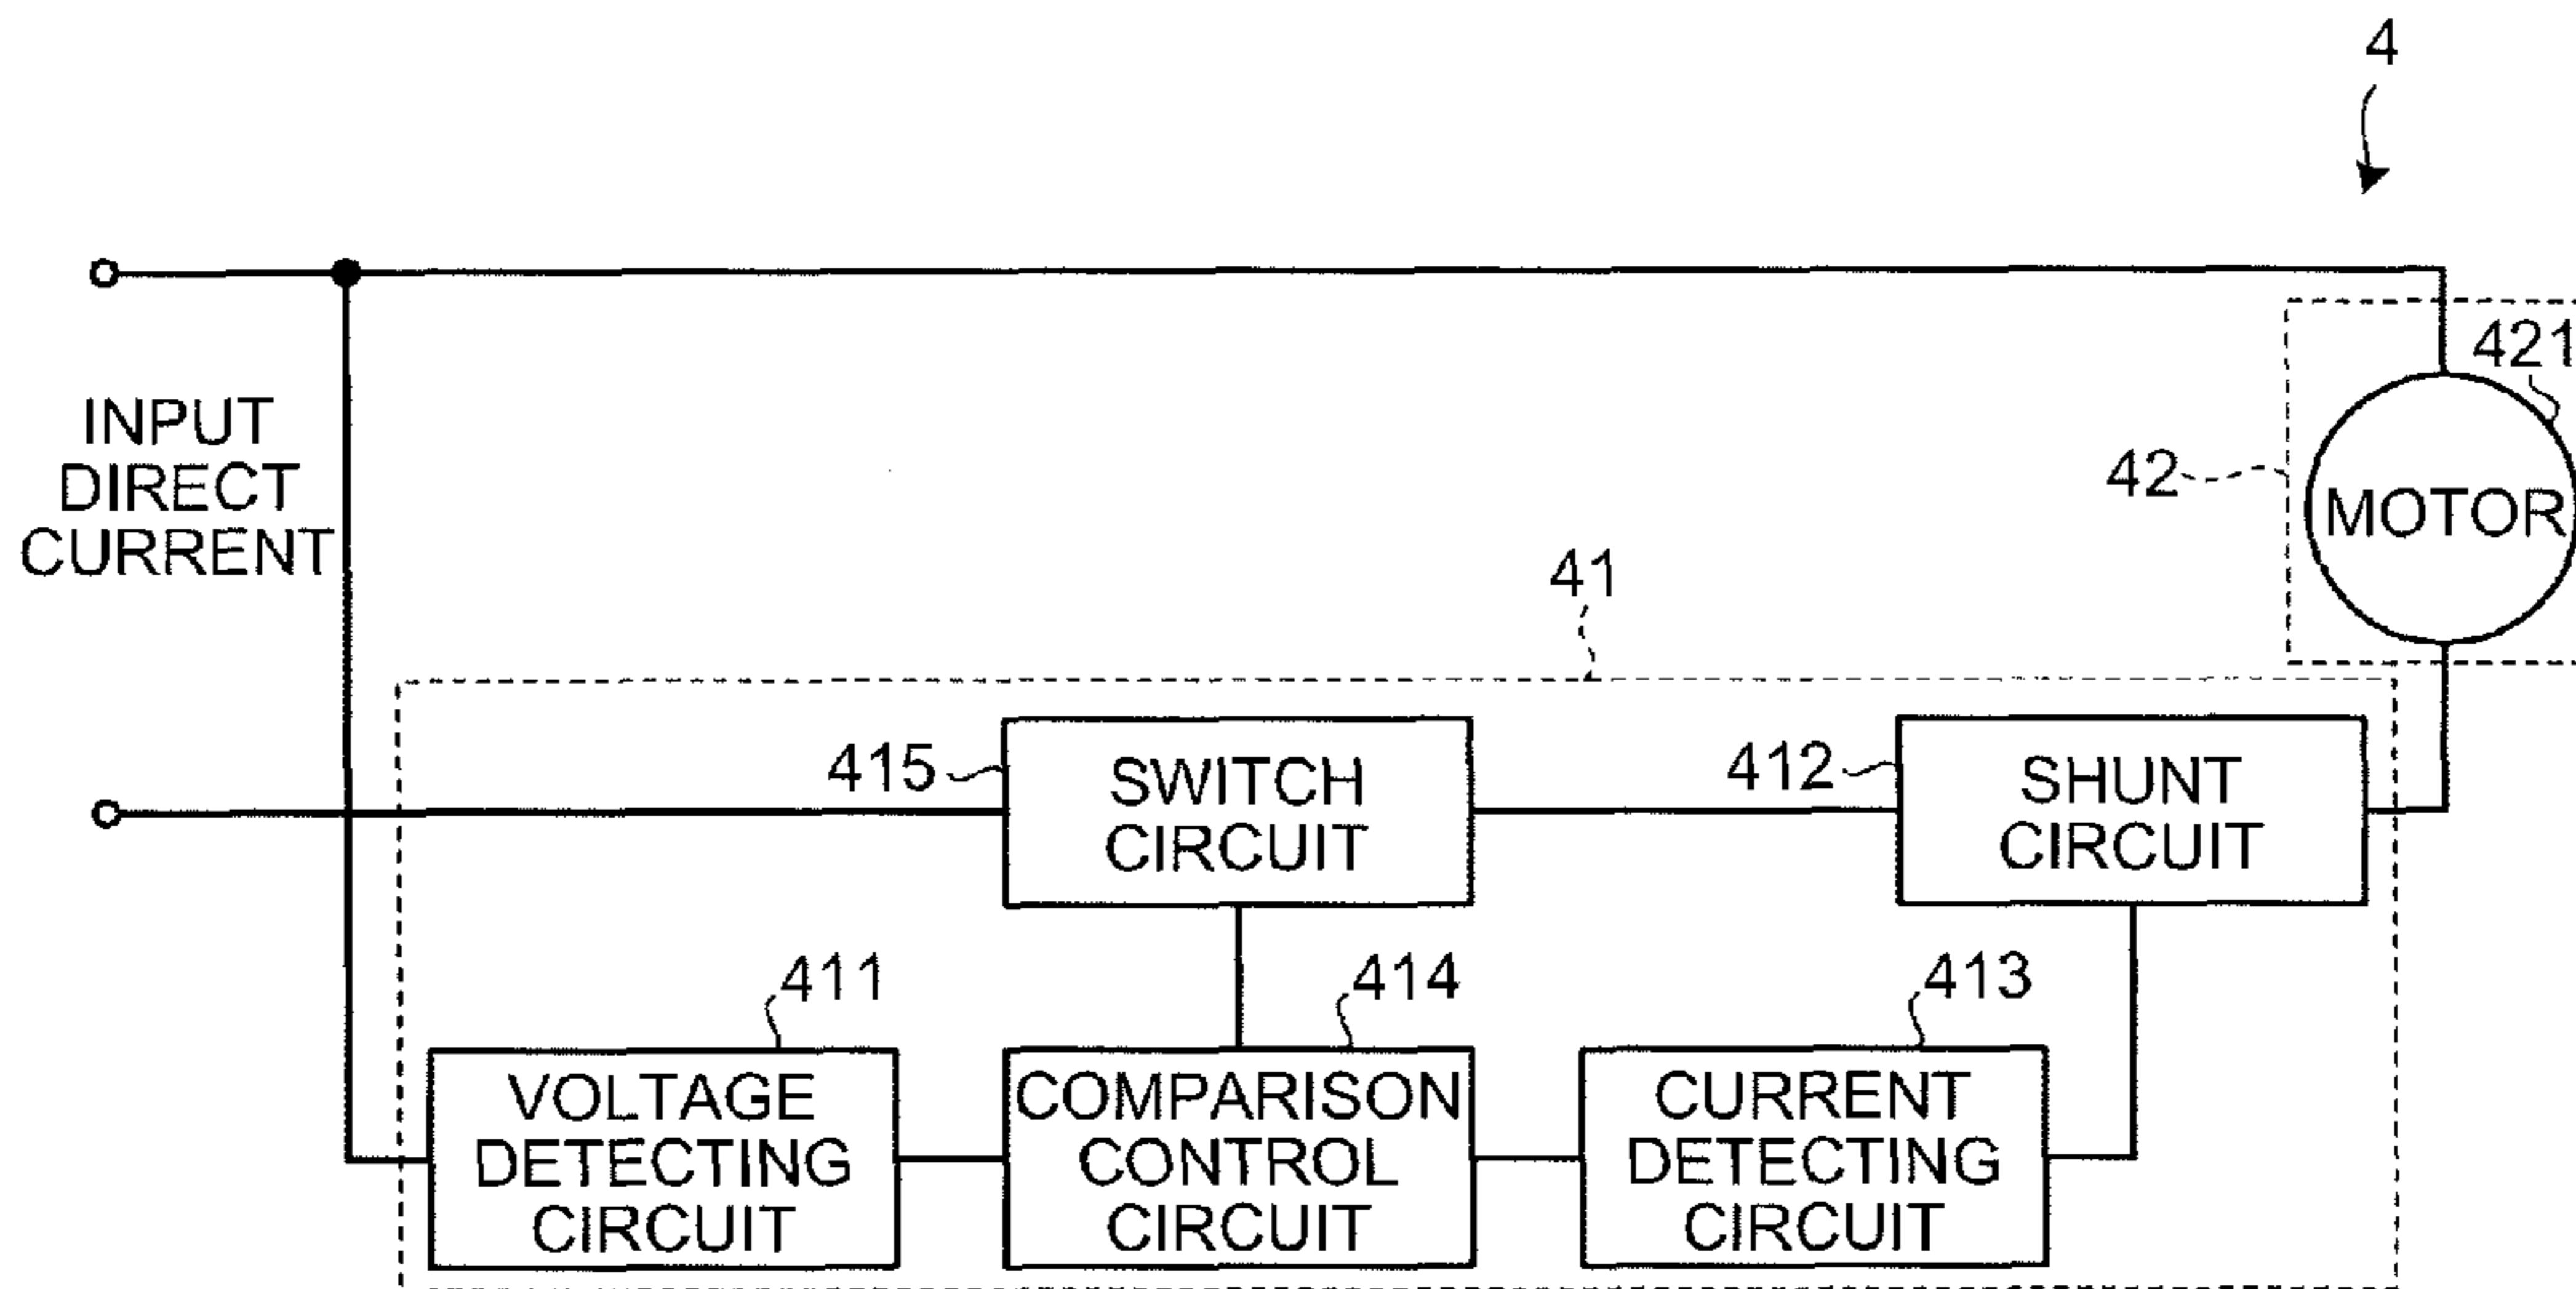 4
421
INPUT
DIRECT
CURRENT
42
MOTOR
41
415
SWITCH
CIRCUIT
412
SHUNT
CIRCUIT
411
414
413
VOLTAGE
DETECTING
CIRCUIT
COMPARISON
CONTROL
CIRCUIT
CURRENT
DETECTING
CIRCUIT